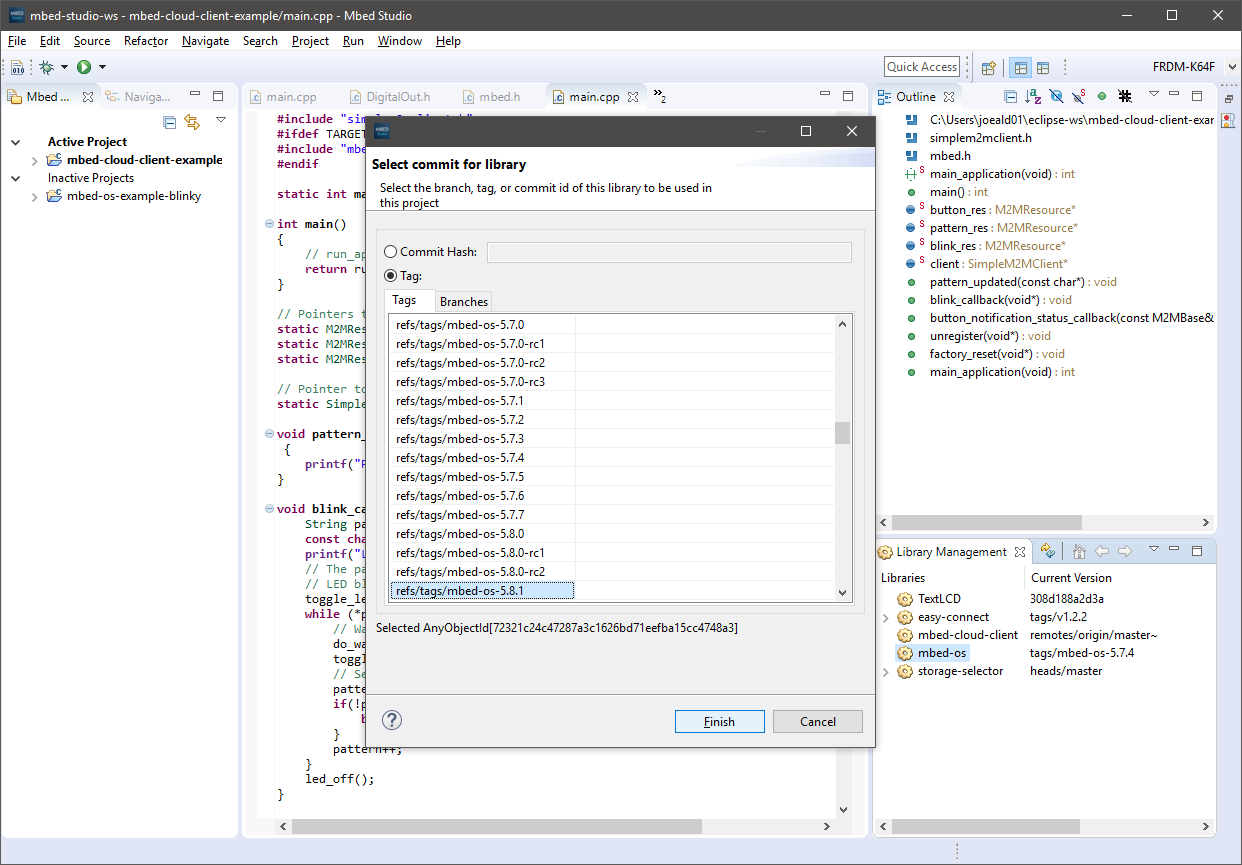 mbed-studio-ws - mbed-cloud-client-example/main.cpp - Mbed Studio
File Edit Source Refactor Navigate Search Project Run Window Help
Quick Access
FRDM-K64F
Mbed ...
Naviga...
Active Project
mbed-cloud-client-example
Inactive Projects
mbed-os-example-blinky
main.cpp
DigitalOut.h
mbed.h
main.cpp
»2
#ifdef TARGET
#include "mbe
#endif
static int ma
int main()
{
// run_ap
return ru
}
// Pointers t
static M2MRes
static M2MRes
static M2MRes
// Pointer to
static Simple
void pattern_
{
printf("P
}
void blink_ca
String pa
const cha
printf("L
// The pa
// LED bl
toggle_le
while (*p
// Wa
do_wa
toggl
// Se
patte
if(!p
b
}
pattern++;
}
led_off();
}
Select commit for library
Select the branch, tag, or commit id of this library to be used in
this project
Commit Hash:
Tag:
Tags
Branches
refs/tags/mbed-os-5.7.0
refs/tags/mbed-os-5.7.0-rc1
refs/tags/mbed-os-5.7.0-rc2
refs/tags/mbed-os-5.7.0-rc3
refs/tags/mbed-os-5.7.1
refs/tags/mbed-os-5.7.2
refs/tags/mbed-os-5.7.3
refs/tags/mbed-os-5.7.4
refs/tags/mbed-os-5.7.5
refs/tags/mbed-os-5.7.6
refs/tags/mbed-os-5.7.7
refs/tags/mbed-os-5.8.0
refs/tags/mbed-os-5.8.0-rc1
refs/tags/mbed-os-5.8.0-rc2
refs/tags/mbed-os-5.8.1
Selected AnyObjectId[72321c24c47287a3c1626bd71eefba15cc4748a3]
Finish
Cancel
Outline
C:\Users\joeald01\eclipse-ws\mbed-cloud-client-exar
simplem2mclient.h
mbed.h
main_application(void) : int
main() : int
button_res : M2MResource*
pattern_res : M2MResource*
blink_res : M2MResource*
client : SimpleM2MClient*
pattern_updated(const char*) : void
blink_callback(void*) : void
button_notification_status_callback(const M2MBase&
unregister(void*) : void
factory_reset(void*) : void
main_application(void) : int
Library Management
Libraries Current Version
TextLCD 308d188a2d3a
easy-connect tags/v1.2.2
mbed-cloud-client remotes/origin/master~
mbed-os tags/mbed-os-5.7.4
storage-selector heads/master